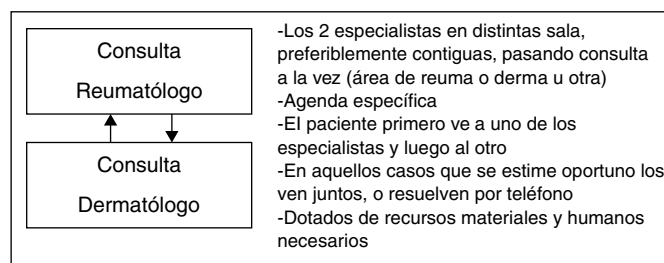 Consulta
Reumatólogo
Consulta
Dermatólogo
-Los 2 especialistas en distintas sala,
preferiblemente contiguas, pasando consulta
a la vez (área de reuma o derma u otra)
-Agenda específica
-El paciente primero ve a uno de los
especialistas y luego al otro
-En aquellos casos que se estime oportuno los
ven juntos, o resuelven por teléfono
-Dotados de recursos materiales y humanos
necesarios